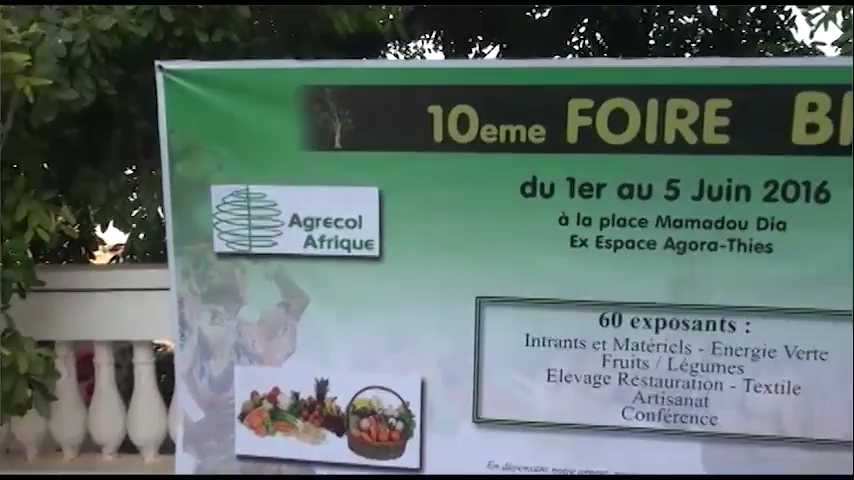 10eme FOIRE BI
du 1er au 5 Juin 2016
à la place Mamadou Dia
Ex Espace Agora-Thies
Agrecol
Afrique
60 exposants :
Intrants et Matériels - Energie Verte
Fruits / Légumes
Elevage Restauration - Textile
Artisanat
Conférence